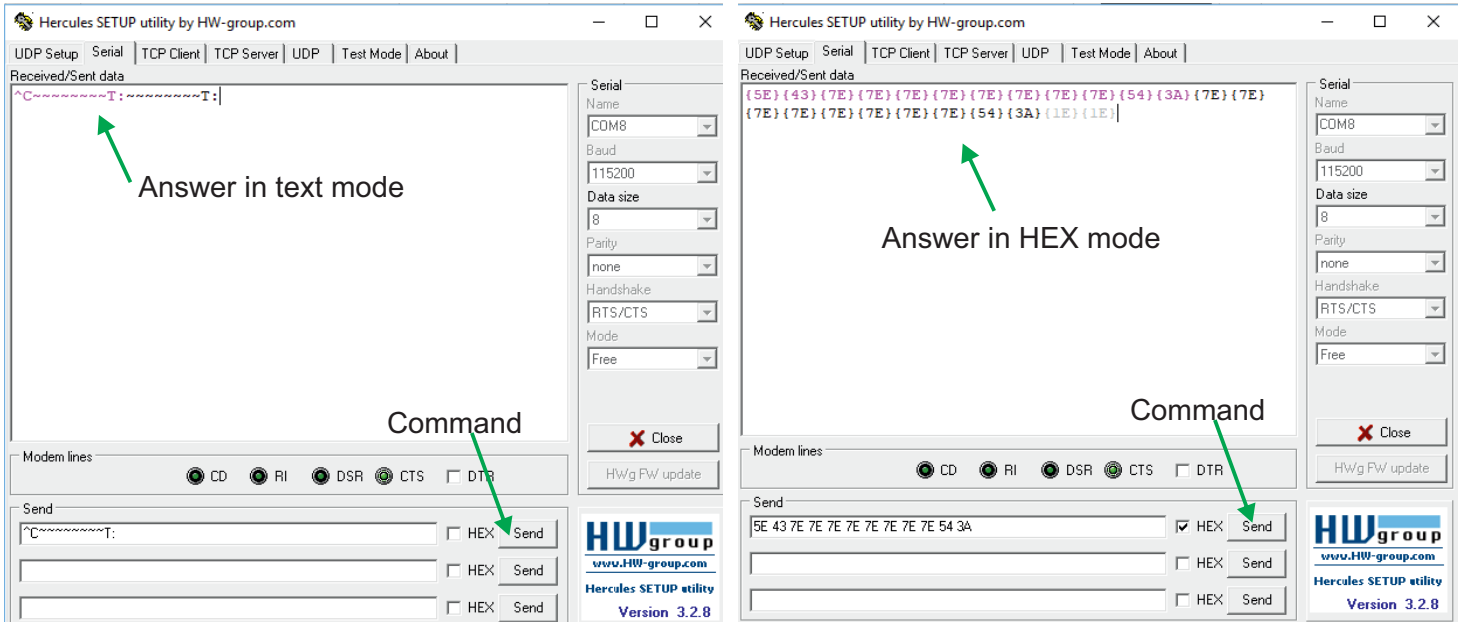 Hercules SETUP utility by HW-group.com
UDP Setup Serial TCP Client TCP Server UDP Test Mode About
Received/Sent data
^C~~~~~~~~T:~~~~~~~~T:
Answer in text mode
Serial
Name
COM8
Baud
115200
Data size
8
Parity
none
Handshake
RTS/CTS
Mode
Free
Command
Close
Modem lines
CD RI DSR CTS DTR
HWg FW update
Send
^C~~~~~~~~T: HEX Send
HEX Send
HEX Send
HW group
www.HW-group.com
Hercules SETUP utility
Version 3.2.8
Hercules SETUP utility by HW-group.com
UDP Setup Serial TCP Client TCP Server UDP Test Mode About
Received/Sent data
{5E}{43}{7E}{7E}{7E}{7E}{7E}{7E}{7E}{7E}{54}{3A}{7E}{7E}
{7E}{7E}{7E}{7E}{7E}{7E}{54}{3A}{1E}{1E}
Answer in HEX mode
Serial
Name
COM8
Baud
115200
Data size
8
Parity
none
Handshake
RTS/CTS
Mode
Free
Command
Close
Modem lines
CD RI DSR CTS DTR
HWg FW update
Send
5E 43 7E 7E 7E 7E 7E 7E 7E 7E 54 3A HEX Send
HEX Send
HEX Send
HW group
www.HW-group.com
Hercules SETUP utility
Version 3.2.8